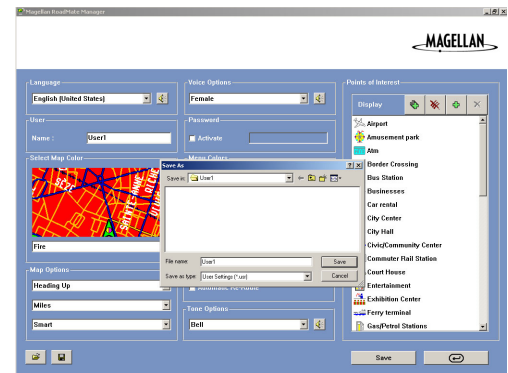 Magellan RoadMate Manager
MAGELLAN
Language
English (United States)
Voice Options
Female
Points of Interest
Display
User
Name :
User1
Password
Activate
Select Map Color
Menu Colors
Fire
Save As
Save in:
User1
File name:
User1
Save
Save as type:
User Settings (*.usr)
Cancel
Map Options
Heading Up
Miles
Smart
Automatic Re-Route
Tone Options
Bell
Airport
Amusement park
Atm
Border Crossing
Bus Station
Businesses
Car rental
City Center
City Hall
Civic/Community Center
Commuter Rail Station
Court House
Entertainment
Exhibition Center
Ferry terminal
Gas/Petrol Stations
Save